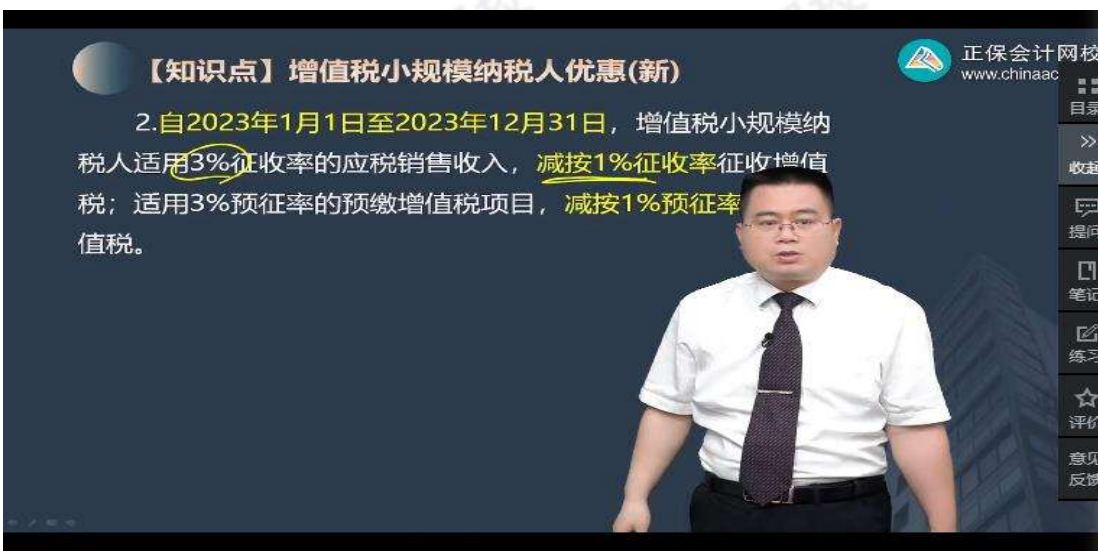 【知识点】增值税小规模纳税人优惠(新)
正保会计网校
www.chinaac
2.自2023年1月1日至2023年12月31日，增值税小规模纳
税人适用3%征收率的应税销售收入，减按1%征收率征收增值
税；适用3%预征率的预缴增值税项目，减按1%预征率
值税。
目录
收起
提问
笔记
练习
评价
意见
反馈